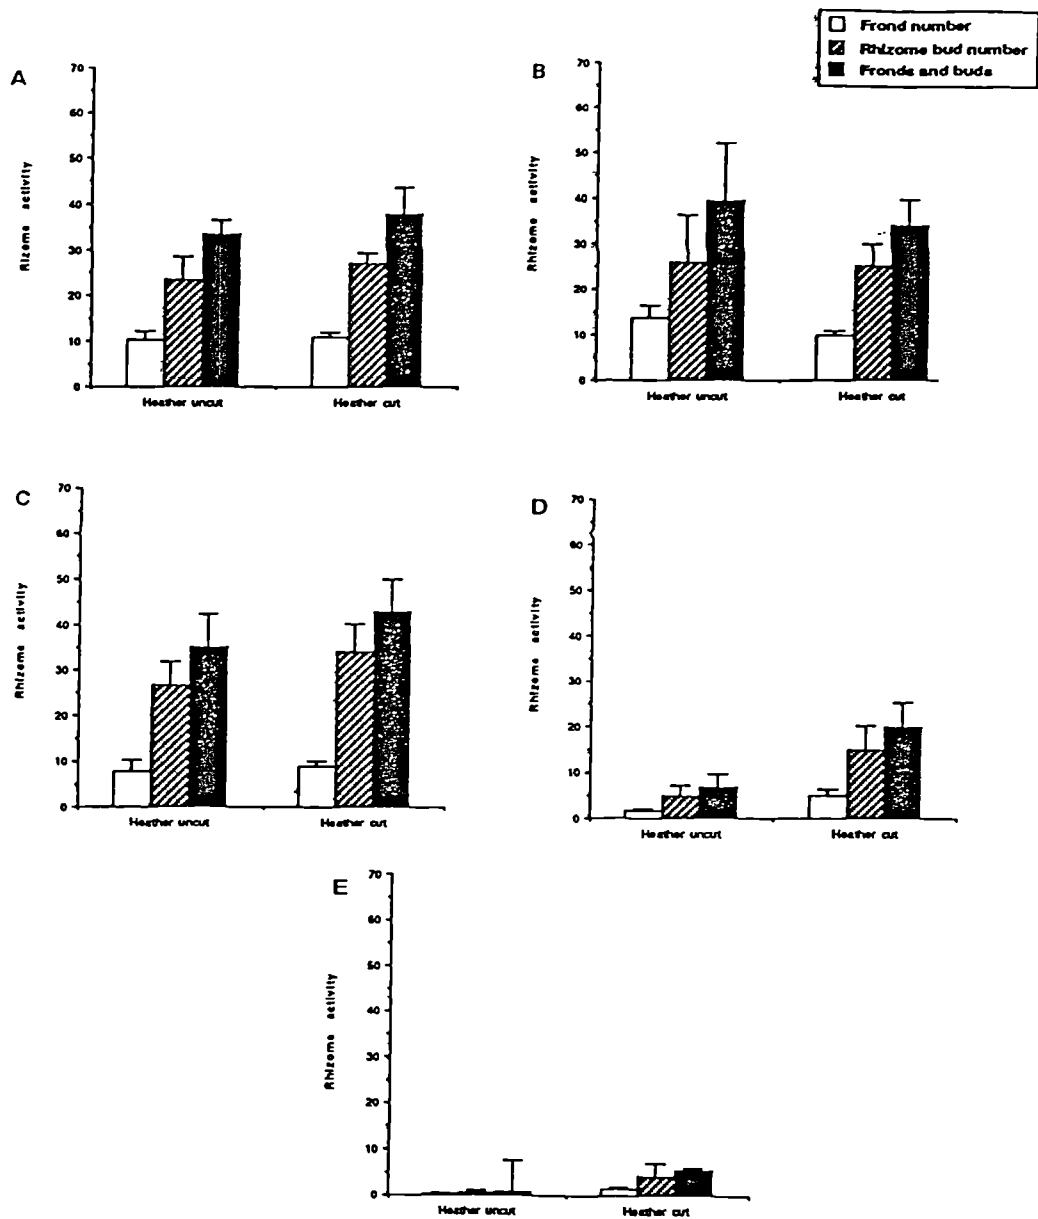 Frond number
Rhizome bud number
Fronds and buds
A
70
60
50
40
30
20
10
0
Rizome activity
Heather uncut
Heather cut
B
70
60
50
40
30
20
10
0
Rhizome activity
Heather uncut
Heather cut
C
70
60
50
40
30
20
10
0
Rhizome activity
Heather uncut
Heather cut
D
70
60
50
40
30
20
10
0
Rhizome activity
Heather uncut
Heather cut
E
70
60
50
40
30
20
10
0
Rhizome activity
Heather uncut
Heather cut